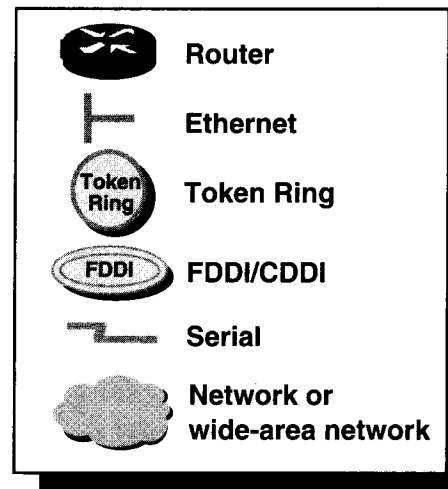 Router
Ethernet
Token
Ring
Token Ring
FDDI
FDDI/CDDI
Serial
Network or
wide-area network